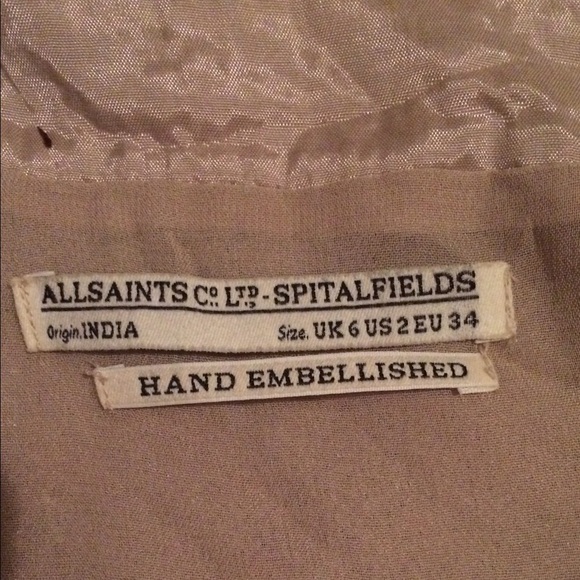 ALLSAINTS Co. LTD.-SPITALFIELDS
Origin.INDIA Size. UK 6 US 2 EU 34
HAND EMBELLISHED